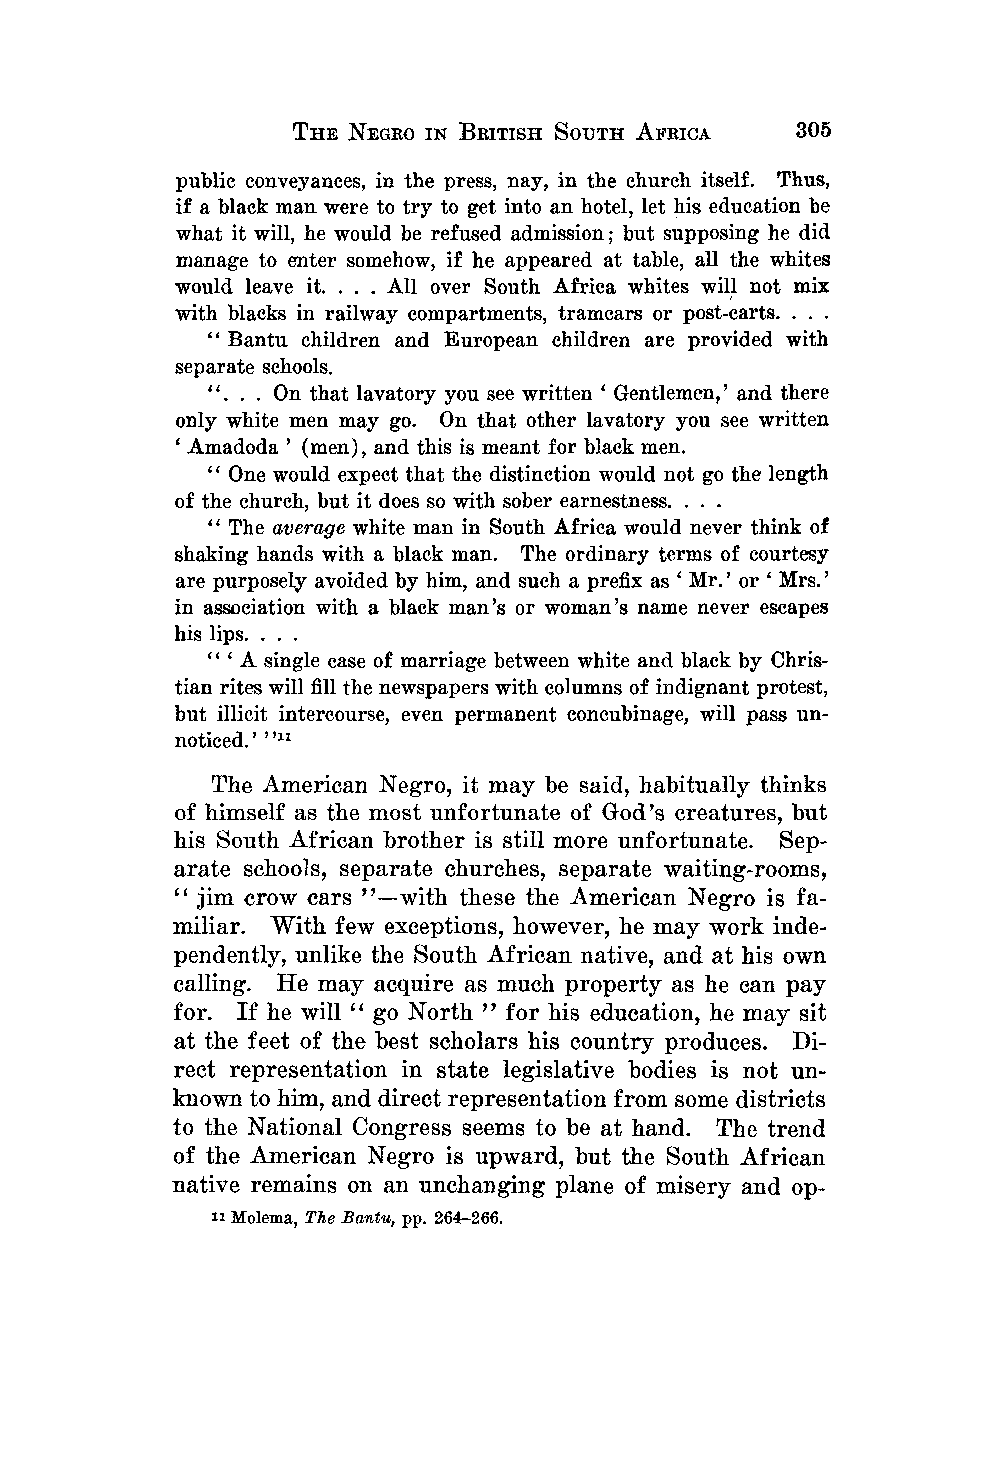 THE NEGRO IN BRITISH SOUTH AFRICA 305
public conveyances, in the press, nay, in the church itself. Thus,
if a black man were to try to get into an hotel, let his education be
what it will, he would be refused admission; but supposing he did
manage to enter somehow, if he appeared at table, all the whites
would leave it. . . . All over South Africa whites will not mix
with blacks in railway compartments, tramcars or post-carts. . . .
“ Bantu children and European children are provided with
separate schools.
“. . . On that lavatory you see written ‘ Gentlemen,’ and there
only white men may go. On that other lavatory you see written
‘ Amadoda ’ (men), and this is meant for black men.
“ One would expect that the distinction would not go the length
of the church, but it does so with sober earnestness. . . .
“ The average white man in South Africa would never think of
shaking hands with a black man. The ordinary terms of courtesy
are purposely avoided by him, and such a prefix as ‘ Mr.’ or ‘ Mrs.’
in association with a black man’s or woman’s name never escapes
his lips. . . .
“ ‘ A single case of marriage between white and black by Chris-
tian rites will fill the newspapers with columns of indignant protest,
but illicit intercourse, even permanent concubinage, will pass un-
noticed.’ ”11
The American Negro, it may be said, habitually thinks
of himself as the most unfortunate of God’s creatures, but
his South African brother is still more unfortunate. Sep-
arate schools, separate churches, separate waiting-rooms,
“ jim crow cars ”—with these the American Negro is fa-
miliar. With few exceptions, however, he may work inde-
pendently, unlike the South African native, and at his own
calling. He may acquire as much property as he can pay
for. If he will “ go North ” for his education, he may sit
at the feet of the best scholars his country produces. Di-
rect representation in state legislative bodies is not un-
known to him, and direct representation from some districts
to the National Congress seems to be at hand. The trend
of the American Negro is upward, but the South African
native remains on an unchanging plane of misery and op-
11 Molema, The Bantu, pp. 264–266.